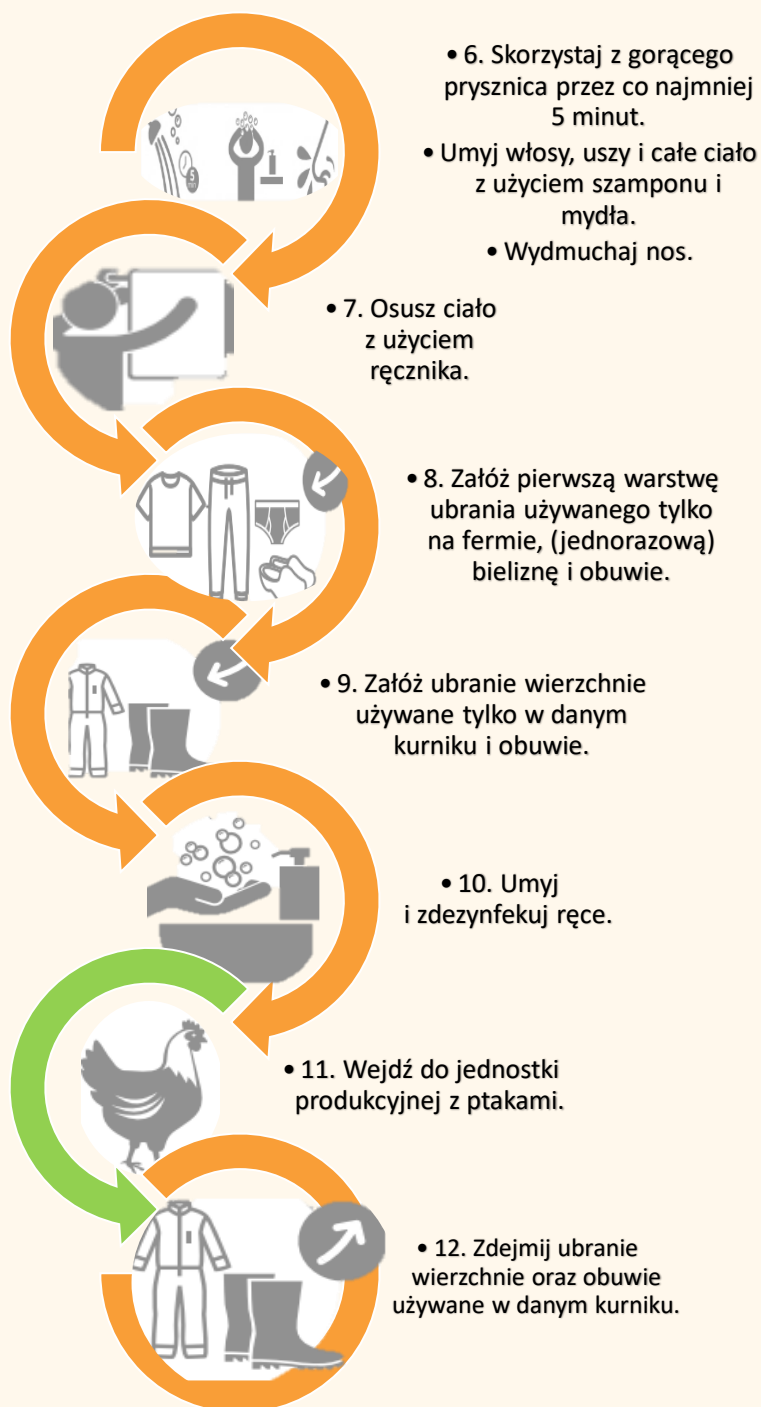 • 6. Skorzystaj z gorącego
prysznica przez co najmniej
5 minut.
• Umyj włosy, uszy i całe ciało
z użyciem szamponu i
mydła.
• Wydmuchaj nos.
• 7. Osusz ciało
z użyciem
ręcznika.
• 8. Załóż pierwszą warstwę
ubrania używanego tylko
na fermie, (jednorazową)
bieliznę i obuwie.
• 9. Załóż ubranie wierzchnie
używane tylko w danym
kurniku i obuwie.
• 10. Umyj
i zdezynfekuj ręce.
• 11. Wejdź do jednostki
produkcyjnej z ptakami.
• 12. Zdejmij ubranie
wierzchnie oraz obuwie
używane w danym kurniku.